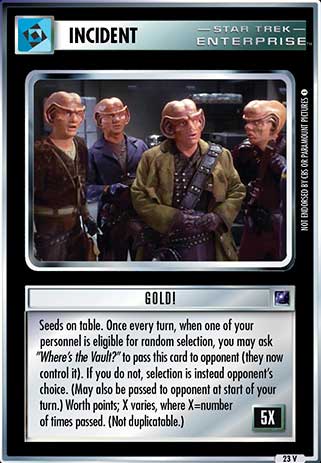 INCIDENT
STAR TREK
ENTERPRISE™
NOT ENDORSED BY CBS OR PARAMOUNT PICTURES
GOLD!
Seeds on table. Once every turn, when one of your
personnel is eligible for random selection, you may ask
"Where's the Vault?" to pass this card to opponent (they now
control it). If you do not, selection is instead opponent's
choice. (May also be passed to opponent at start of your
turn.) Worth points; X varies, where X=number
of times passed. (Not duplicatable.)
5X
23 V